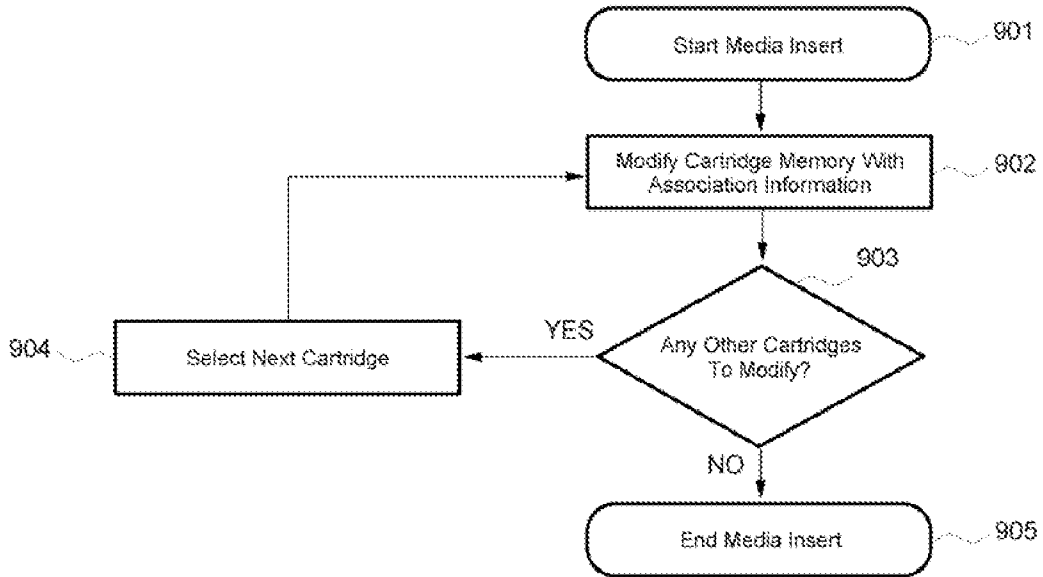 Start Media Insert
901
Modify Cartridge Memory With
Association Information
902
903
Any Other Cartridges
To Modify?
YES
904
Select Next Cartridge
NO
End Media Insert
905